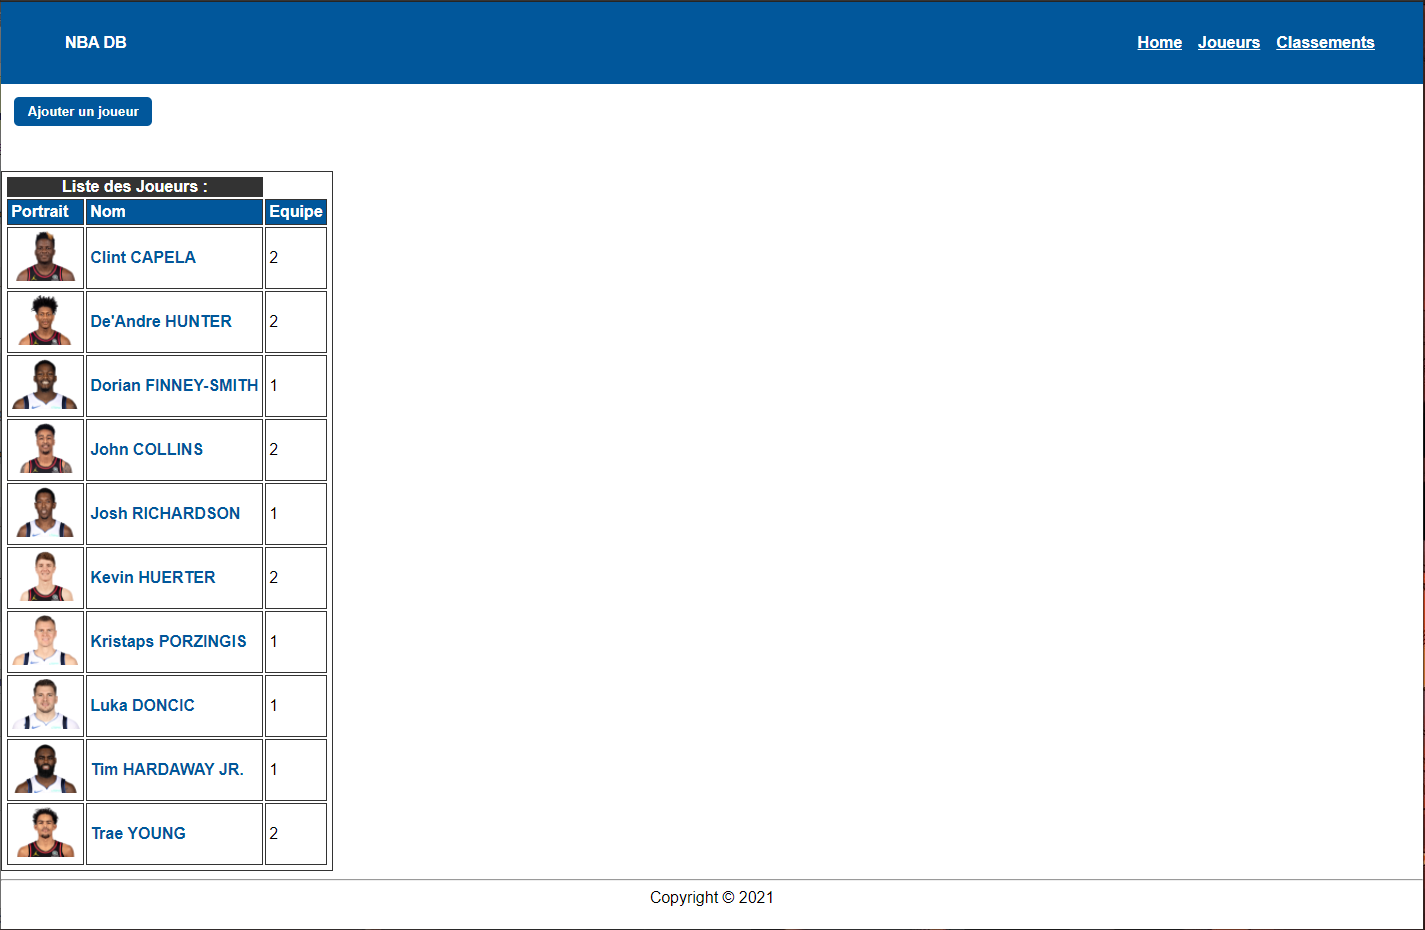 NBA DB Home Joueurs Classements
Ajouter un joueur
Liste des Joueurs :
Portrait Nom Equipe
Clint CAPELA 2
De'Andre HUNTER 2
Dorian FINNEY-SMITH 1
John COLLINS 2
Josh RICHARDSON 1
Kevin HUERTER 2
Kristaps PORZINGIS 1
Luka DONCIC 1
Tim HARDAWAY JR. 1
Trae YOUNG 2
Copyright © 2021